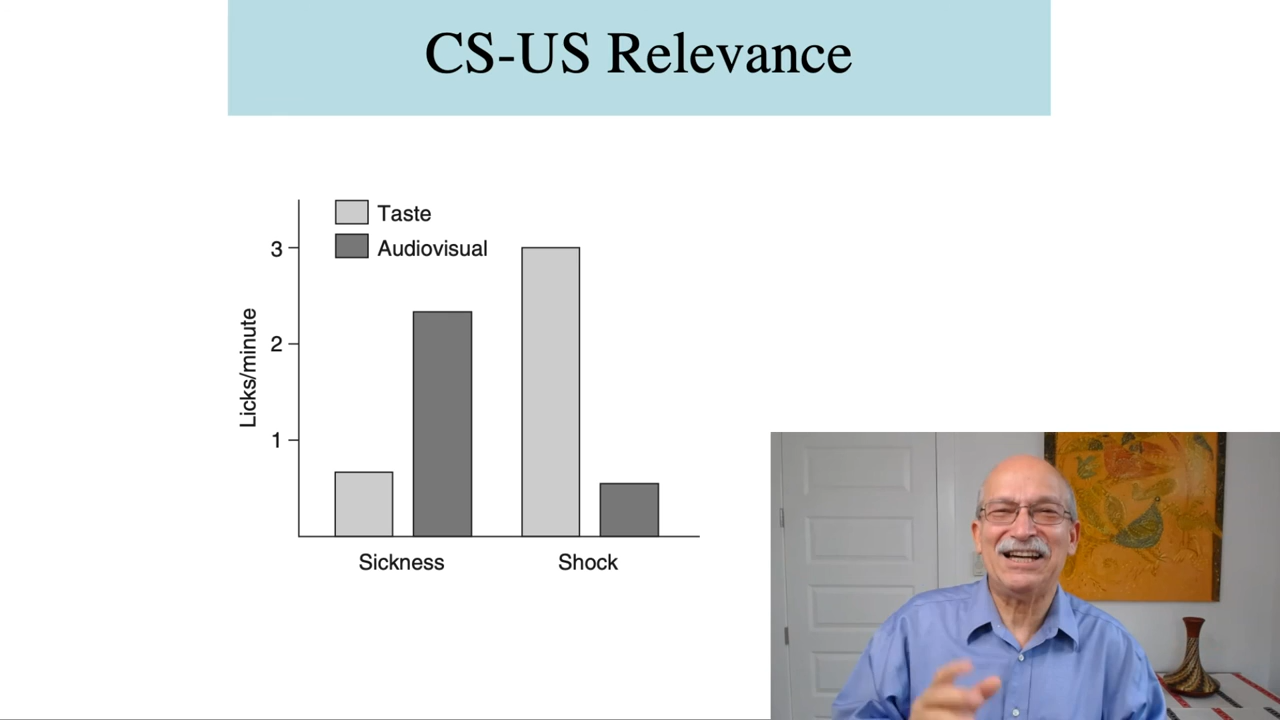 CS-US Relevance
Taste
Audiovisual
3
2
1
Licks/minute
Sickness
Shock